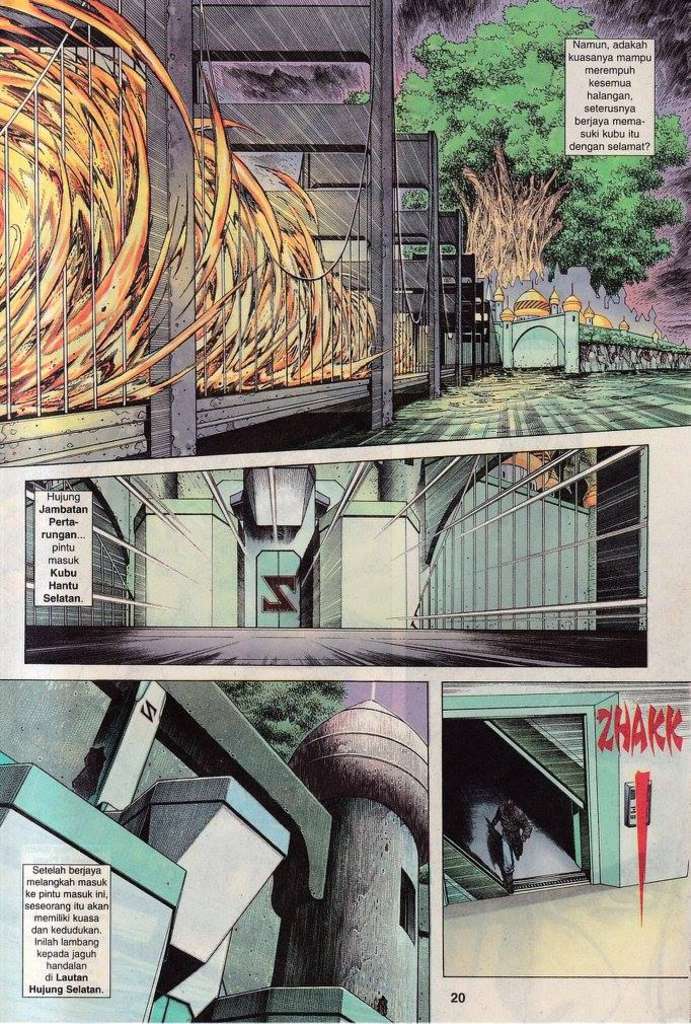 Namun, adakah
kuasanya mampu
merempuh
kesemua
halangan,
seterusnya
berjaya mema-
suki kubu itu
dengan selamat?
Hujung
Jambatan
Perta-
rungan...
pintu
masuk
Kubu
Hantu
Selatan.
Setelah berjaya
melangkah masuk
ke pintu masuk ini,
seseorang itu akan
memiliki kuasa
dan kedudukan.
Inilah lambang
kepada jaguh
handalan
di Lautan
Hujung Selatan.
ZHAKK!
20